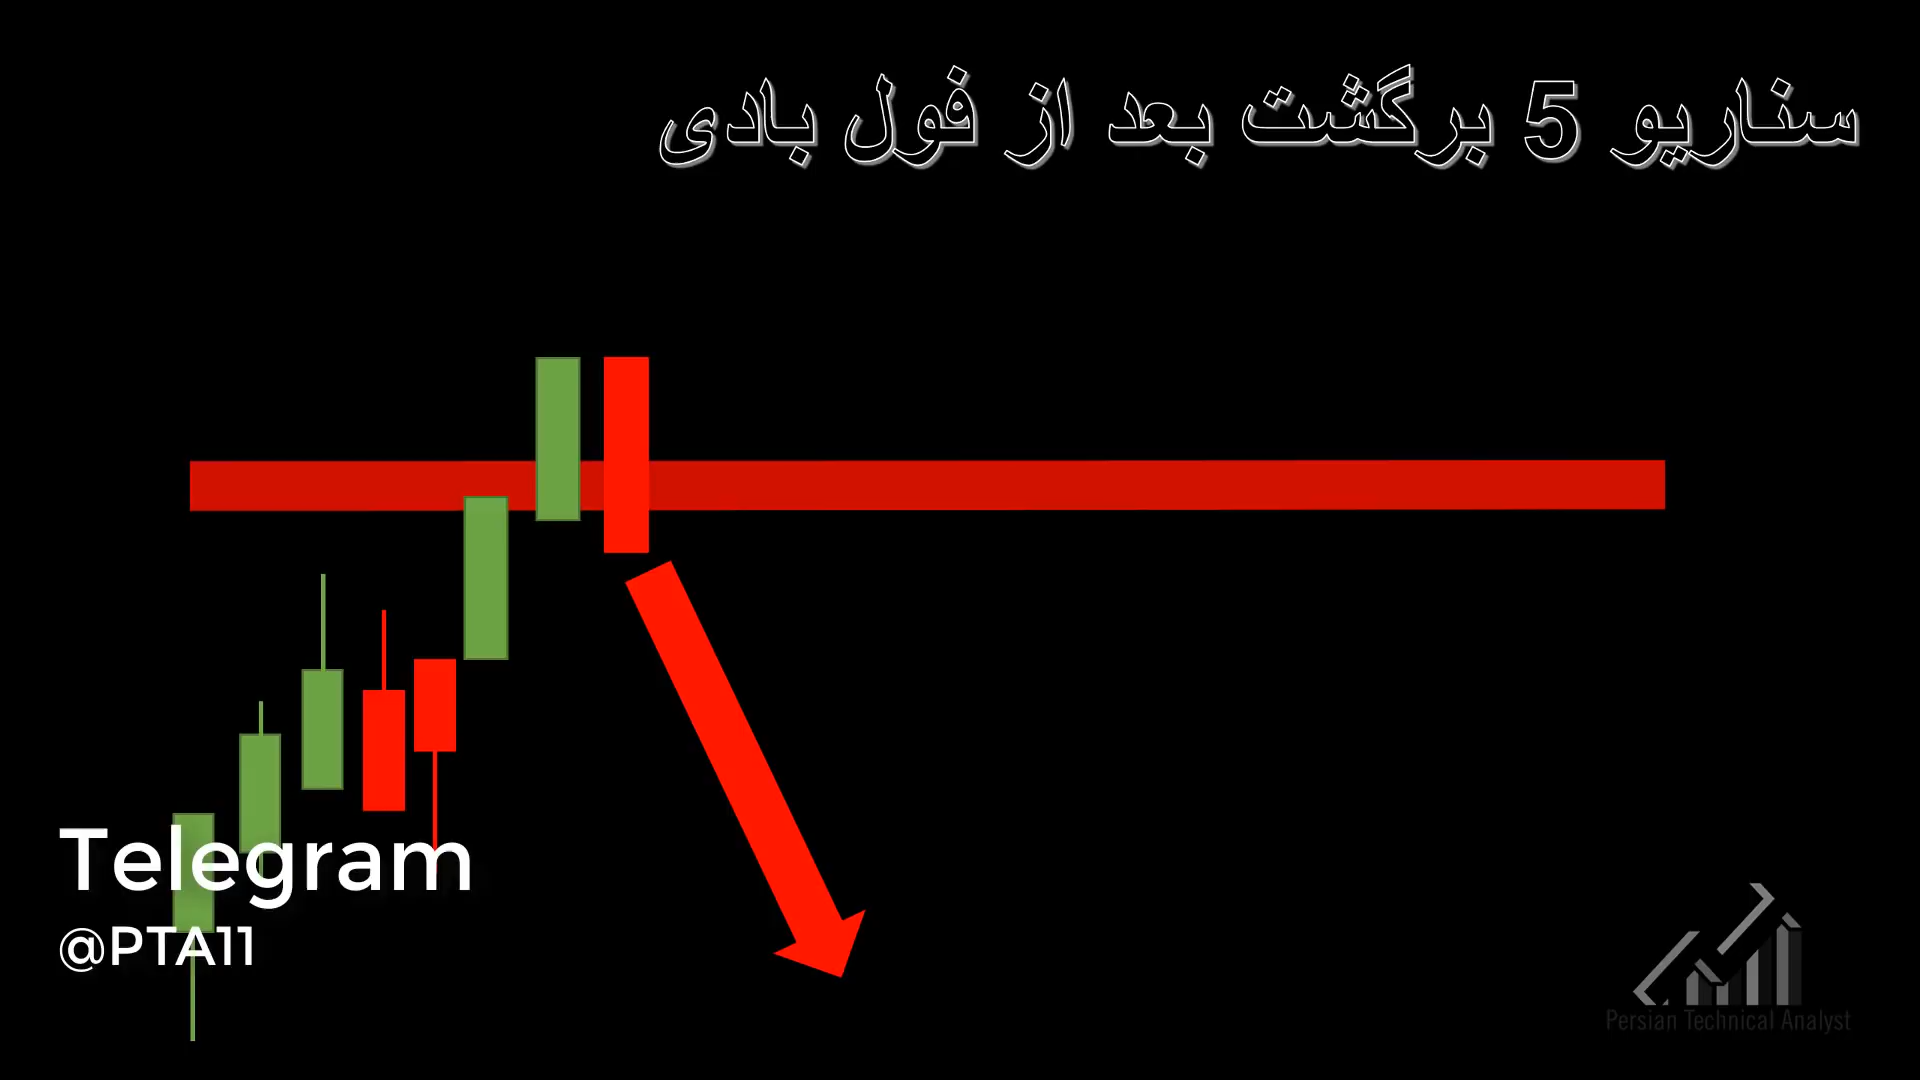 سناریو 5 برگشت بعد از فول بادی
Telegram
@PTA11
Persian Technical Analyst